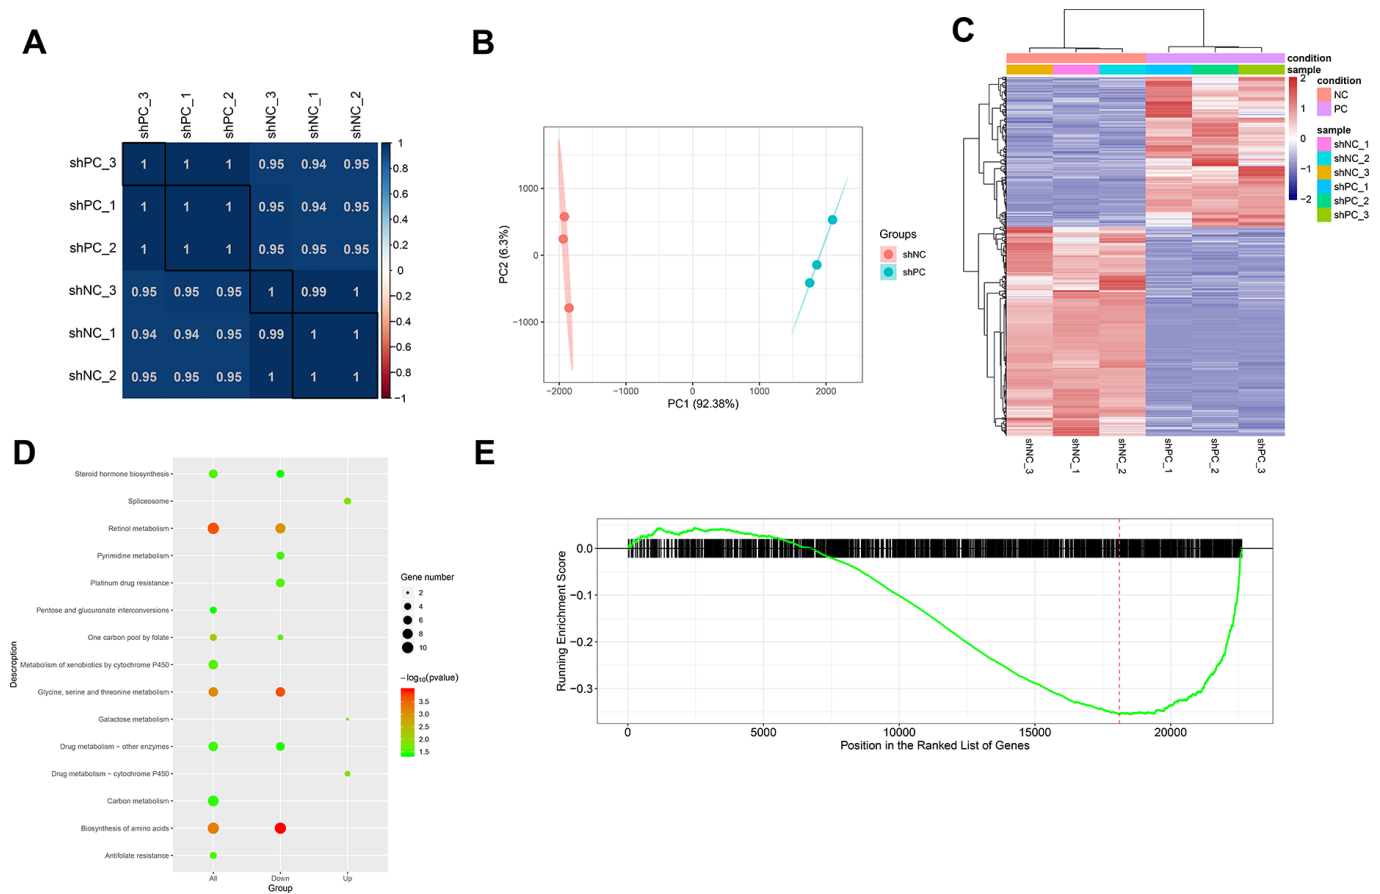 A
shPC_3 shPC_1 shPC_2 shNC_3 shNC_1 shNC_2
shPC_3 1 1 1 0.95 0.94 0.95
shPC_1 1 1 1 0.95 0.94 0.95
shPC_2 1 1 1 0.95 0.95 0.95
shNC_3 0.95 0.95 0.95 1 0.99 1
shNC_1 0.94 0.94 0.95 0.99 1 1
shNC_2 0.95 0.95 0.95 1 1 1
1
0.8
0.6
0.4
0.2
0
−0.2
−0.4
−0.6
−0.8
−1
B
PC2 (6.3%)
1000
0
−1000
−2000 −1000 0 1000 2000
PC1 (92.38%)
Groups
shNC
shPC
C
condition
sample
2
1
0
−1
−2
condition
NC
PC
sample
shNC_1
shNC_2
shNC_3
shPC_1
shPC_2
shPC_3
shNC_3 shNC_1 shNC_2 shPC_1 shPC_2 shPC_3
D
Descroption
Steroid hormone biosynthesis
Spliceosome
Retinol metabolism
Pyrimidine metabolism
Platinum drug resistance
Pentose and glucuronate interconversions
One carbon pool by folate
Metabolism of xenobiotics by cytochrome P450
Glycine, serine and threonine metabolism
Galactose metabolism
Drug metabolism − other enzymes
Drug metabolism − cytochrome P450
Carbon metabolism
Biosynthesis of amino acids
Antifolate resistance
All Down Up
Group
Gene number
2
4
6
8
10
−log10(pvalue)
3.5
3.0
2.5
2.0
1.5
E
Running Enrichment Score
0.0
−0.1
−0.2
−0.3
0 5000 10000 15000 20000
Position in the Ranked List of Genes